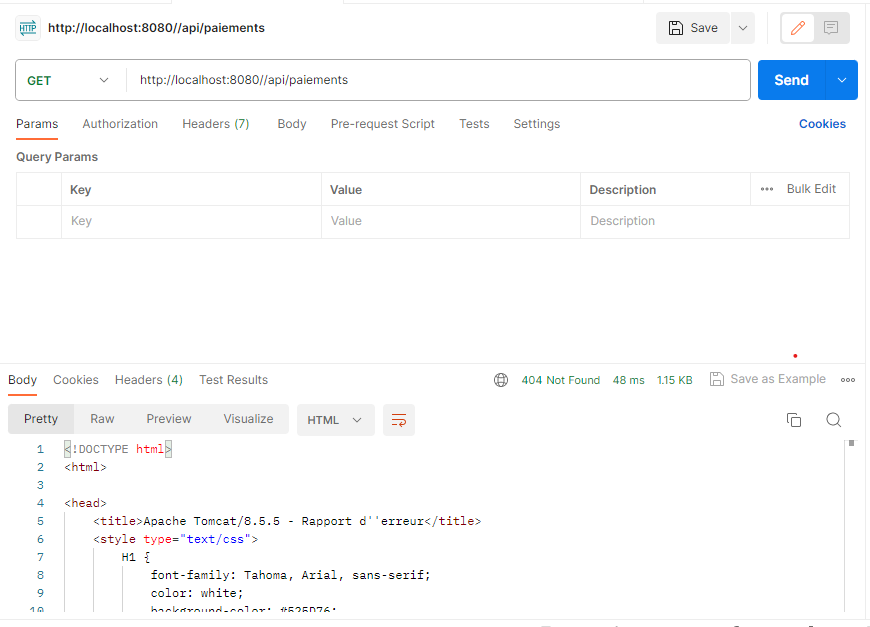 HTTP http://localhost:8080//api/paiements Save
GET http://localhost:8080//api/paiements Send
Params Authorization Headers (7) Body Pre-request Script Tests Settings Cookies
Query Params
Key Value Description ••• Bulk Edit
Key Value Description
Body Cookies Headers (4) Test Results 404 Not Found 48 ms 1.15 KB Save as Example
Pretty Raw Preview Visualize HTML
1 <!DOCTYPE html>
2 <html>
3
4 <head>
5 <title>Apache Tomcat/8.5.5 - Rapport d''erreur</title>
6 <style type="text/css">
7 H1 {
8 font-family: Tahoma, Arial, sans-serif;
9 color: white;
10 background-color: #525D76;